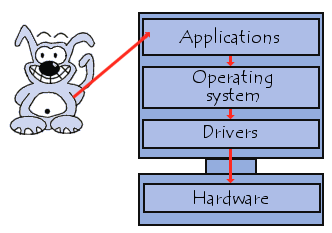 Applications
Operating
system
Drivers
Hardware